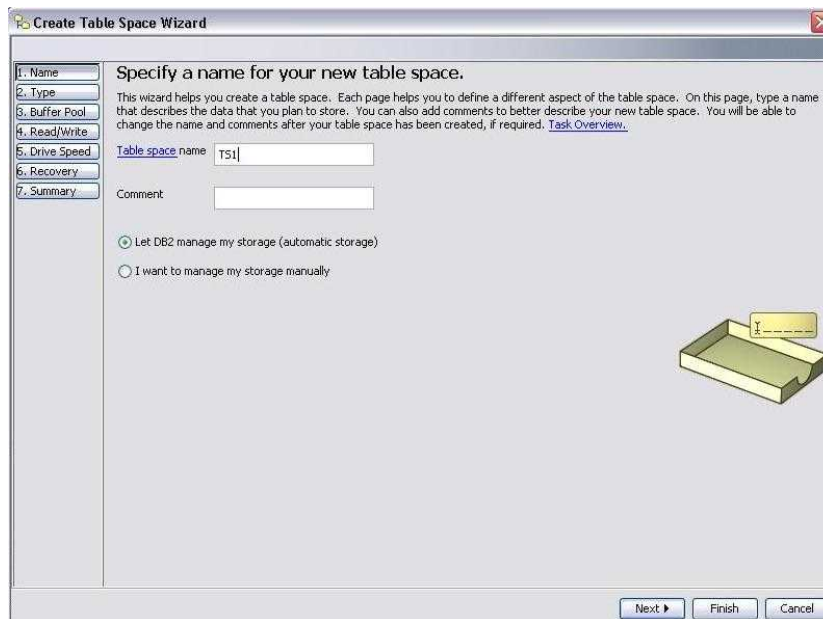 Create Table Space Wizard
1. Name
2. Type
3. Buffer Pool
4. Read/Write
5. Drive Speed
6. Recovery
7. Summary
Specify a name for your new table space.
This wizard helps you create a table space. Each page helps you to define a different aspect of the table space. On this page, type a name
that describes the data that you plan to store. You can also add comments to better describe your new table space. You will be able to
change the name and comments after your table space has been created, if required. Task Overview.
Table space name TS1
Comment
Let DB2 manage my storage (automatic storage)
I want to manage my storage manually
Next Finish Cancel